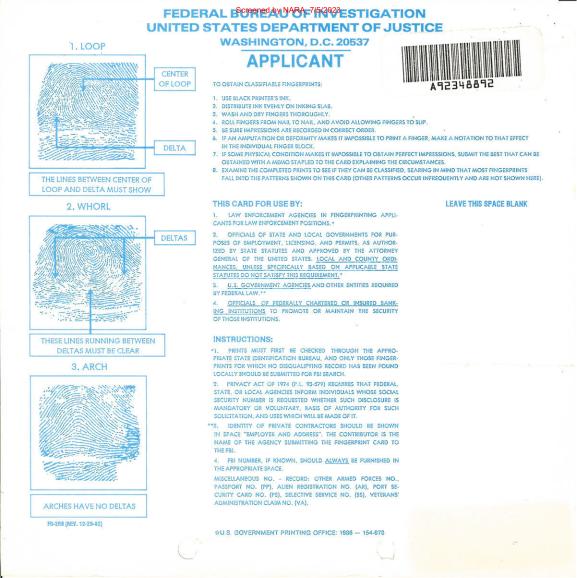 Screened by NARA, 7/5/2023
FEDERAL BUREAU OF INVESTIGATION
UNITED STATES DEPARTMENT OF JUSTICE
WASHINGTON, D.C. 20537
APPLICANT
A92348892
1. LOOP
CENTER
OF LOOP
DELTA
THE LINES BETWEEN CENTER OF
LOOP AND DELTA MUST SHOW
2. WHORL
DELTAS
THESE LINES RUNNING BETWEEN
DELTAS MUST BE CLEAR
3. ARCH
ARCHES HAVE NO DELTAS
FD-258 (REV. 12-29-82)
TO OBTAIN CLASSIFIABLE FINGERPRINTS:
1. USE BLACK PRINTER'S INK.
2. DISTRIBUTE INK EVENLY ON INKING SLAB.
3. WASH AND DRY FINGERS THOROUGHLY.
4. ROLL FINGERS FROM NAIL TO NAIL, AND AVOID ALLOWING FINGERS TO SLIP.
5. BE SURE IMPRESSIONS ARE RECORDED IN CORRECT ORDER.
6. IF AN AMPUTATION OR DEFORMITY MAKES IT IMPOSSIBLE TO PRINT A FINGER, MAKE A NOTATION TO THAT EFFECT
IN THE INDIVIDUAL FINGER BLOCK.
7. IF SOME PHYSICAL CONDITION MAKES IT IMPOSSIBLE TO OBTAIN PERFECT IMPRESSIONS, SUBMIT THE BEST THAT CAN BE
OBTAINED WITH A MEMO STAPLED TO THE CARD EXPLAINING THE CIRCUMSTANCES.
8. EXAMINE THE COMPLETED PRINTS TO SEE IF THEY CAN BE CLASSIFIED, BEARING IN MIND THAT MOST FINGERPRINTS
FALL INTO THE PATTERNS SHOWN ON THIS CARD (OTHER PATTERNS OCCUR INFREQUENTLY AND ARE NOT SHOWN HERE).
THIS CARD FOR USE BY:
LEAVE THIS SPACE BLANK
1. LAW ENFORCEMENT AGENCIES IN FINGERPRINTING APPLI-
CANTS FOR LAW ENFORCEMENT POSITIONS.*
2. OFFICIALS OF STATE AND LOCAL GOVERNMENTS FOR PUR-
POSES OF EMPLOYMENT, LICENSING, AND PERMITS, AS AUTHOR-
IZED BY STATE STATUTES AND APPROVED BY THE ATTORNEY
GENERAL OF THE UNITED STATES. LOCAL AND COUNTY ORDI-
NANCES, UNLESS SPECIFICALLY BASED ON APPLICABLE STATE
STATUTES DO NOT SATISFY THIS REQUIREMENT.*
3. U.S. GOVERNMENT AGENCIES AND OTHER ENTITIES REQUIRED
BY FEDERAL LAW.**
4. OFFICIALS OF FEDERALLY CHARTERED OR INSURED BANK-
ING INSTITUTIONS TO PROMOTE OR MAINTAIN THE SECURITY
OF THOSE INSTITUTIONS.
INSTRUCTIONS:
*1. PRINTS MUST FIRST BE CHECKED THROUGH THE APPRO-
PRIATE STATE IDENTIFICATION BUREAU, AND ONLY THOSE FINGER-
PRINTS FOR WHICH NO DISQUALIFYING RECORD HAS BEEN FOUND
LOCALLY SHOULD BE SUBMITTED FOR FBI SEARCH.
2. PRIVACY ACT OF 1974 (P.L. 93-579) REQUIRES THAT FEDERAL,
STATE, OR LOCAL AGENCIES INFORM INDIVIDUALS WHOSE SOCIAL
SECURITY NUMBER IS REQUESTED WHETHER SUCH DISCLOSURE IS
MANDATORY OR VOLUNTARY, BASIS OF AUTHORITY FOR SUCH
SOLICITATION, AND USES WHICH WILL BE MADE OF IT.
**3. IDENTITY OF PRIVATE CONTRACTORS SHOULD BE SHOWN
IN SPACE "EMPLOYER AND ADDRESS". THE CONTRIBUTOR IS THE
NAME OF THE AGENCY SUBMITTING THE FINGERPRINT CARD TO
THE FBI.
4. FBI NUMBER, IF KNOWN, SHOULD ALWAYS BE FURNISHED IN
THE APPROPRIATE SPACE.
MISCELLANEOUS NO. - RECORD: OTHER ARMED FORCES NO.,
PASSPORT NO. (PP), ALIEN REGISTRATION NO. (AR), PORT SE-
CURITY CARD NO. (PS), SELECTIVE SERVICE NO. (SS), VETERANS'
ADMINISTRATION CLAIM NO. (VA).
☆U.S. GOVERNMENT PRINTING OFFICE: 1986 — 154-878